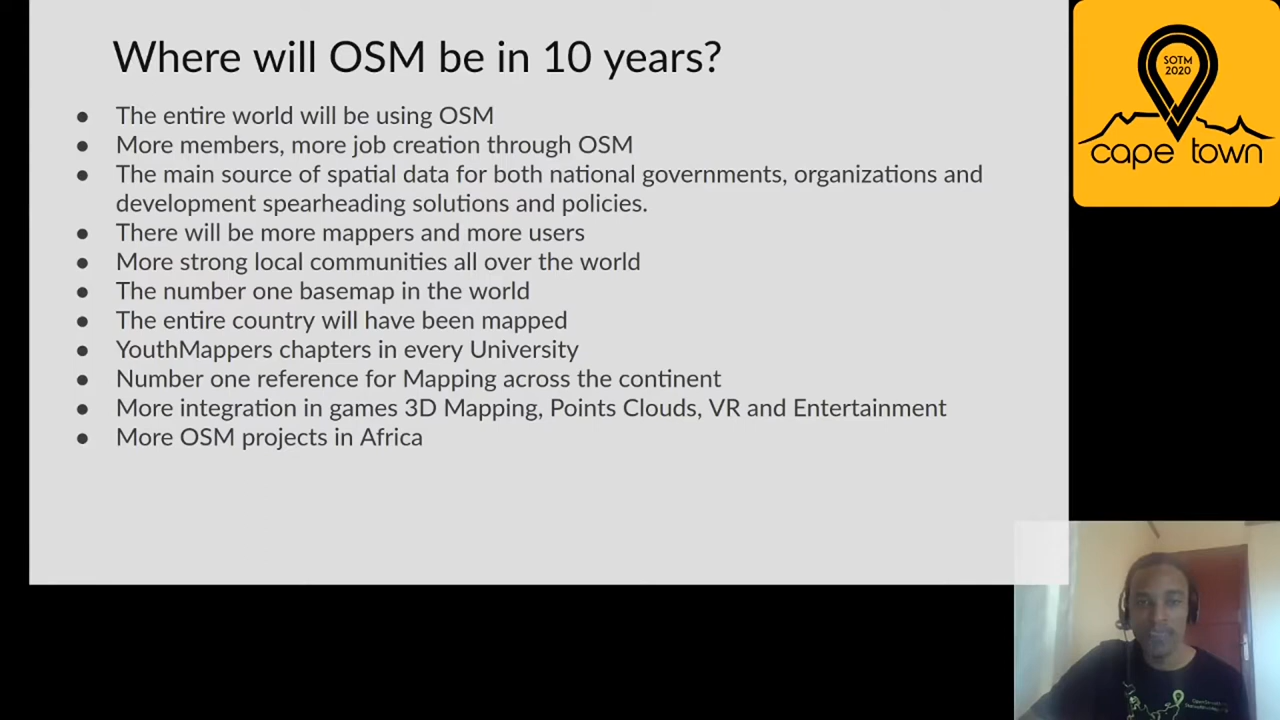 Where will OSM be in 10 years?
● The entire world will be using OSM
● More members, more job creation through OSM
● The main source of spatial data for both national governments, organizations and
development spearheading solutions and policies.
● There will be more mappers and more users
● More strong local communities all over the world
● The number one basemap in the world
● The entire country will have been mapped
● YouthMappers chapters in every University
● Number one reference for Mapping across the continent
● More integration in games 3D Mapping, Points Clouds, VR and Entertainment
● More OSM projects in Africa
SOTM
2020
cape town